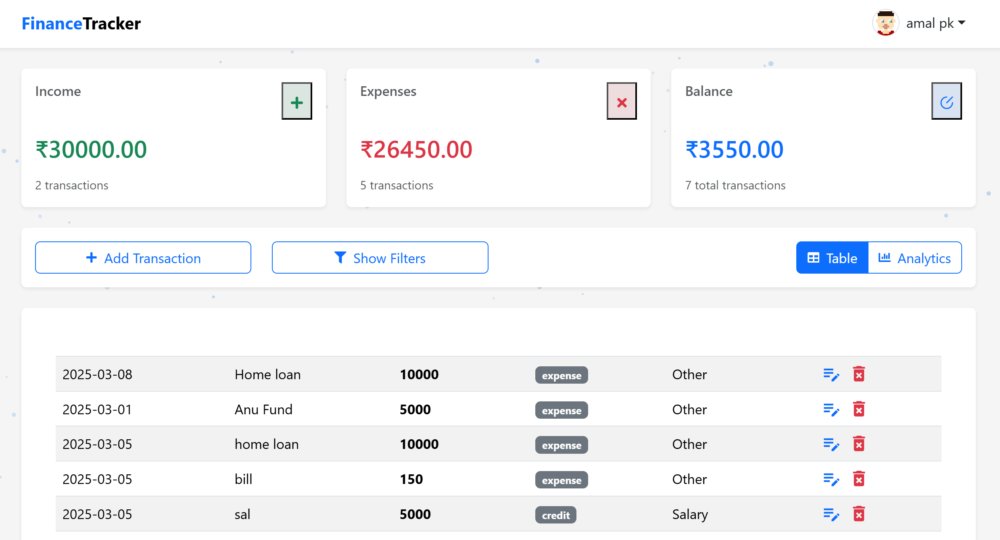 FinanceTracker
amal pk
Income
₹30000.00
2 transactions
Expenses
₹26450.00
5 transactions
Balance
₹3550.00
7 total transactions
Add Transaction
Show Filters
Table
Analytics
2025-03-08 Home loan 10000 expense Other
2025-03-01 Anu Fund 5000 expense Other
2025-03-05 home loan 10000 expense Other
2025-03-05 bill 150 expense Other
2025-03-05 sal 5000 credit Salary